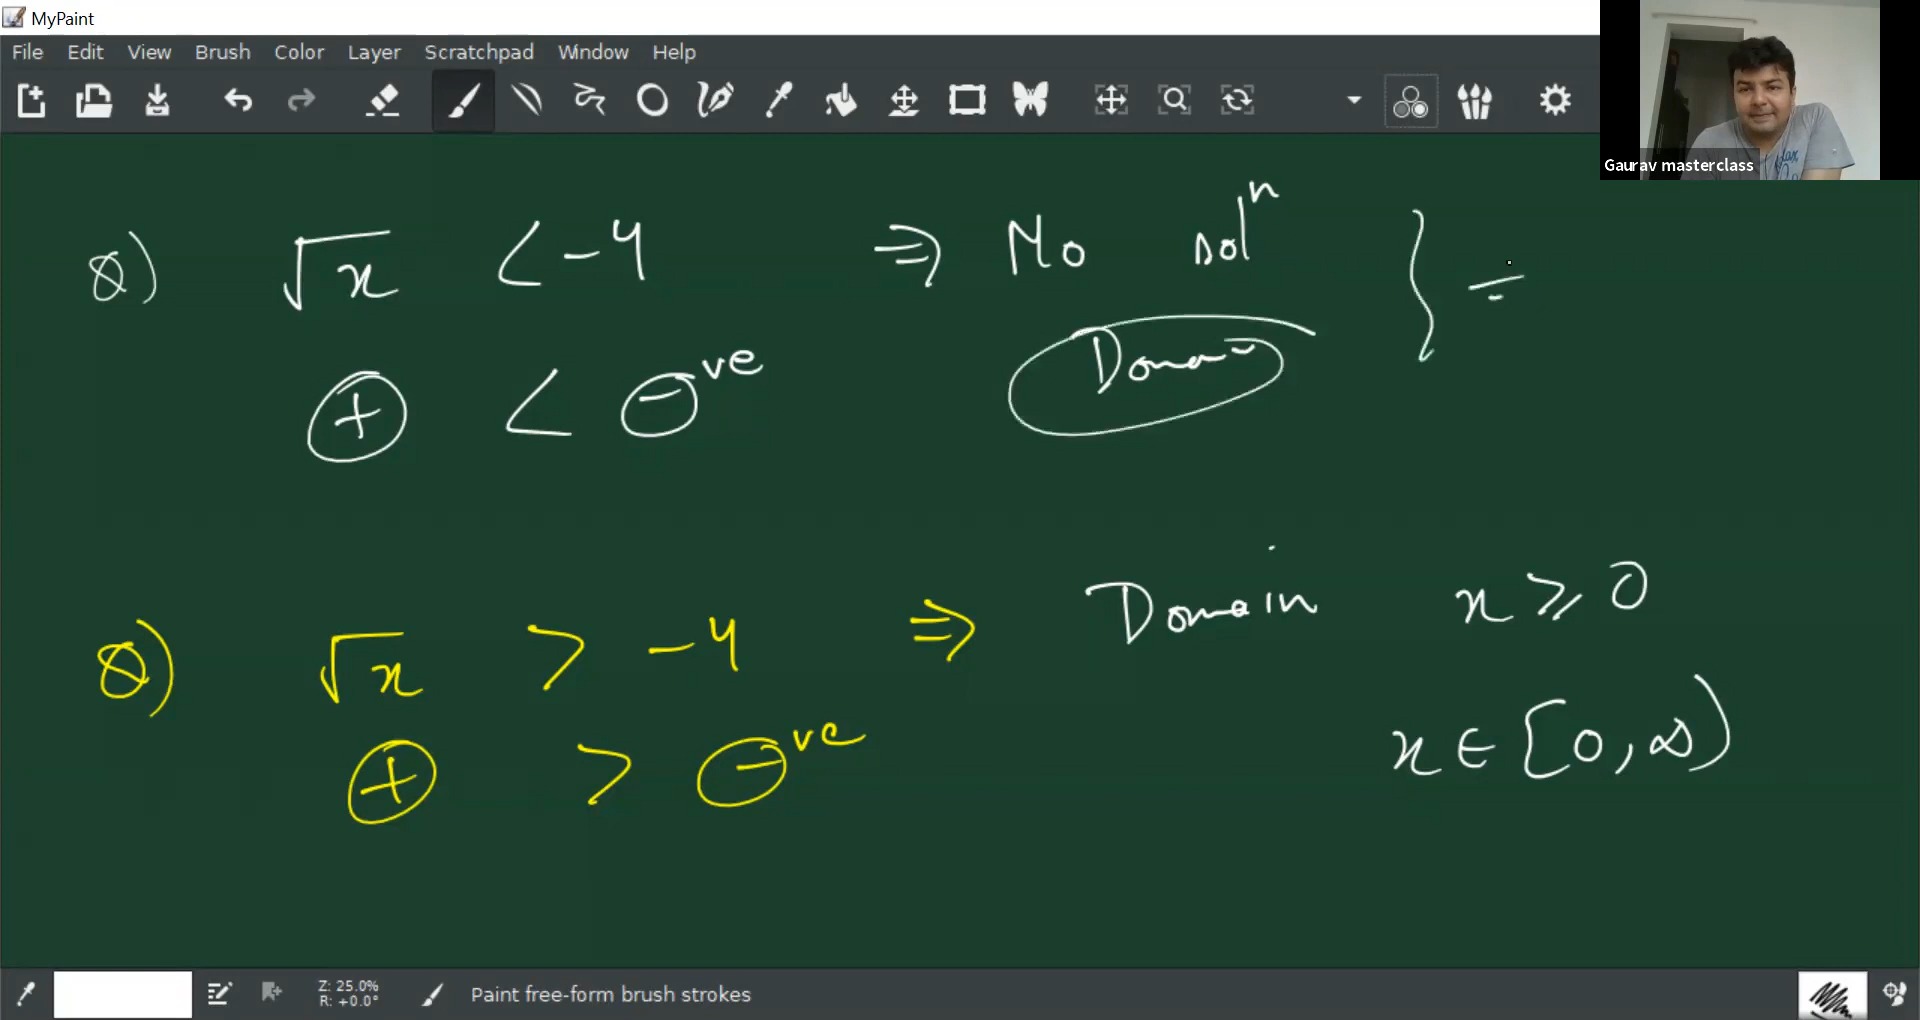 MyPaint
File Edit View Brush Color Layer Scratchpad Window Help
Gaurav masterclass
Q) √x < -4 ⇒ No solⁿ
+ < -ve Domain
Q) √x > -4 ⇒ Domain x ≥ 0
+ > -ve x ∈ [0, ∞)
Z: 25.0%
R: +0.0°
Paint free-form brush strokes